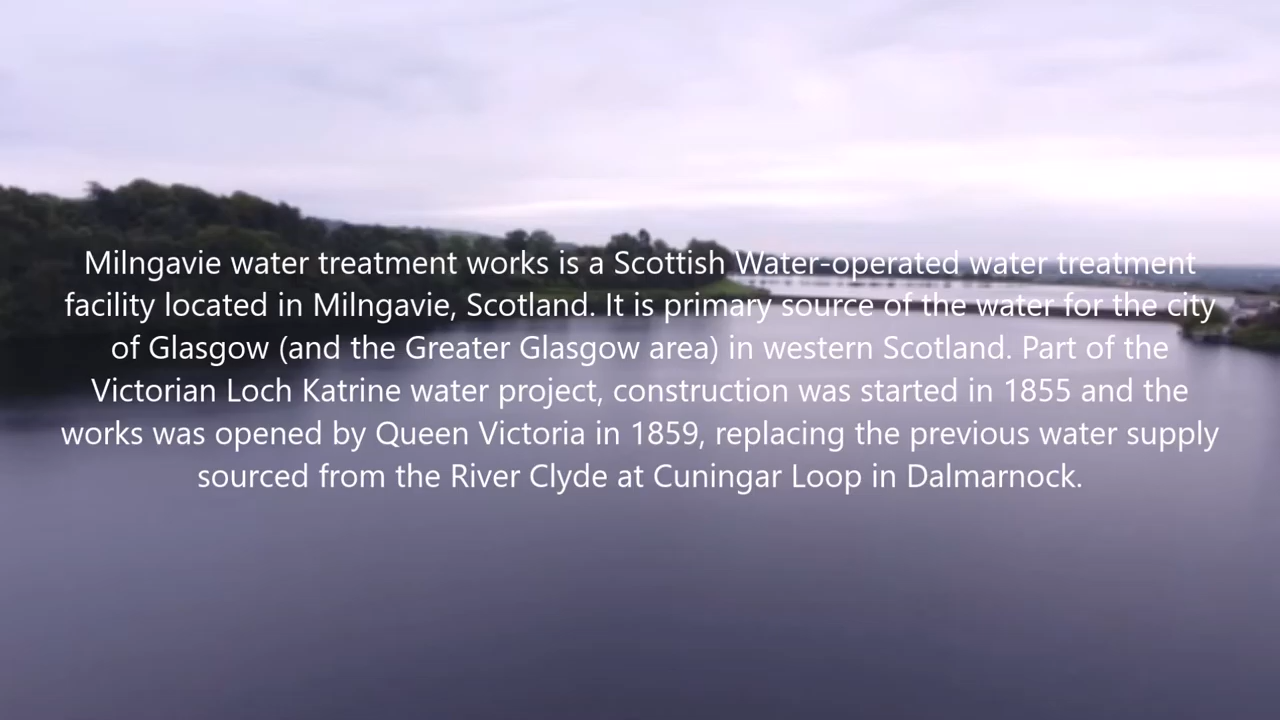 Milngavie water treatment works is a Scottish Water-operated water treatment
facility located in Milngavie, Scotland. It is primary source of the water for the city
of Glasgow (and the Greater Glasgow area) in western Scotland. Part of the
Victorian Loch Katrine water project, construction was started in 1855 and the
works was opened by Queen Victoria in 1859, replacing the previous water supply
sourced from the River Clyde at Cuningar Loop in Dalmarnock.